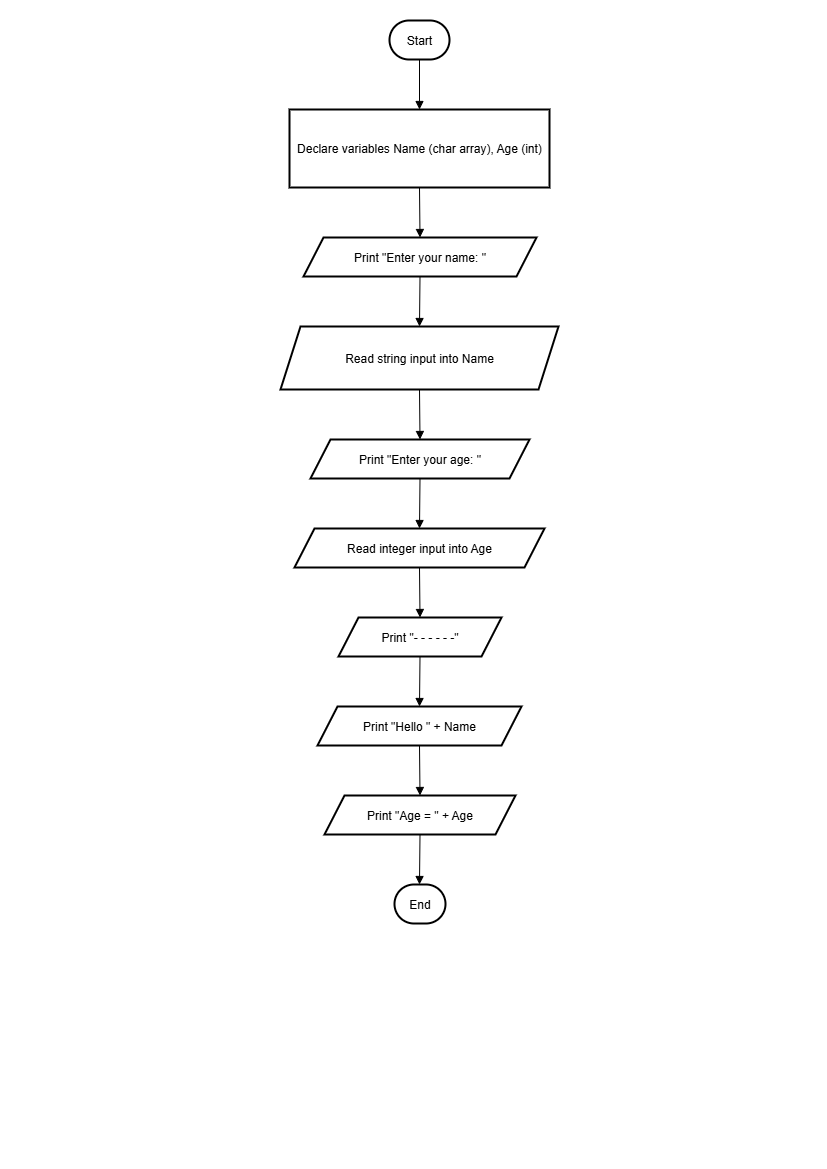 Start
Declare variables Name (char array), Age (int)
Print "Enter your name: "
Read string input into Name
Print "Enter your age: "
Read integer input into Age
Print "- - - - - -"
Print "Hello " + Name
Print "Age = " + Age
End